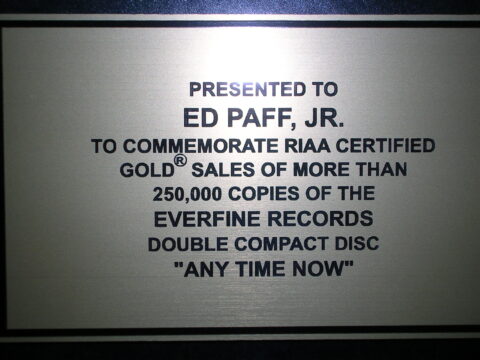 PRESENTED TO
ED PAFF, JR.
TO COMMEMORATE RIAA CERTIFIED
GOLD® SALES OF MORE THAN
250,000 COPIES OF THE
EVERFINE RECORDS
DOUBLE COMPACT DISC
"ANY TIME NOW"